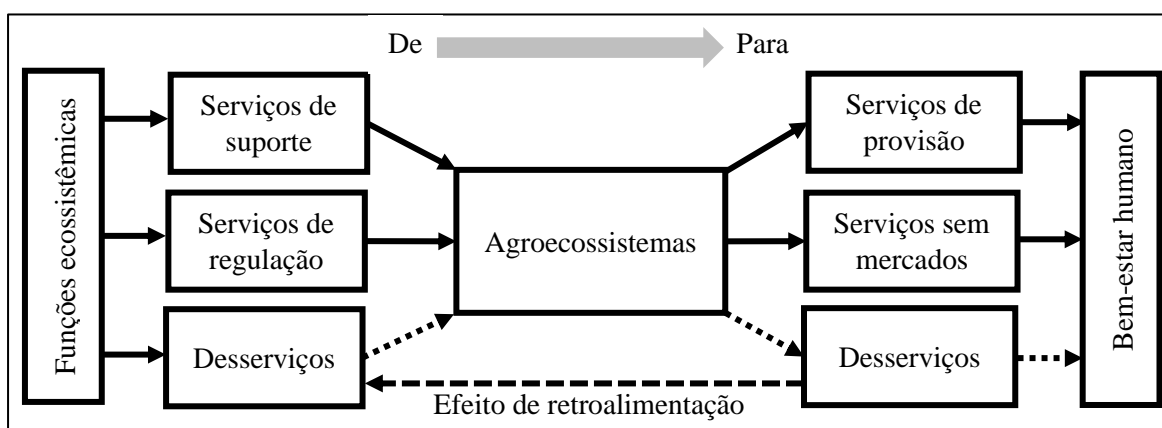 De
Para
Funções ecossistêmicas
Serviços de
suporte
Serviços de
regulação
Desserviços
Agroecossistemas
Serviços de
provisão
Serviços sem
mercados
Desserviços
Bem-estar humano
Efeito de retroalimentação